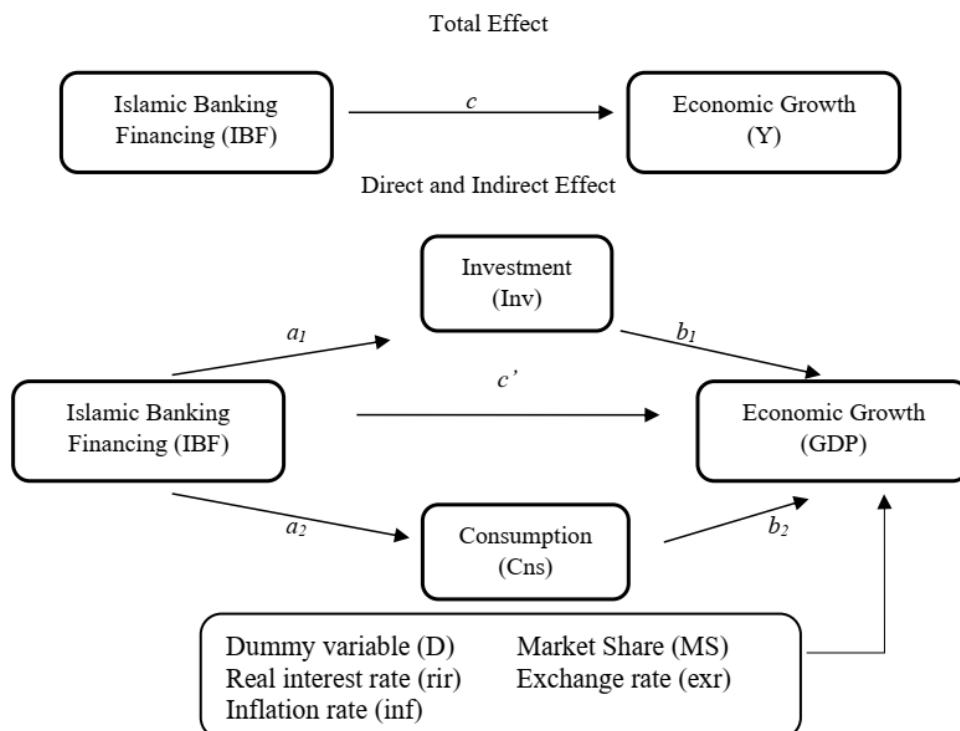 Total Effect
Islamic Banking
Financing (IBF)
c
Economic Growth
(Y)
Direct and Indirect Effect
Investment
(Inv)
a1
b1
c’
Islamic Banking
Financing (IBF)
Economic Growth
(GDP)
a2
Consumption
(Cns)
b2
Dummy variable (D) Market Share (MS)
Real interest rate (rir) Exchange rate (exr)
Inflation rate (inf)